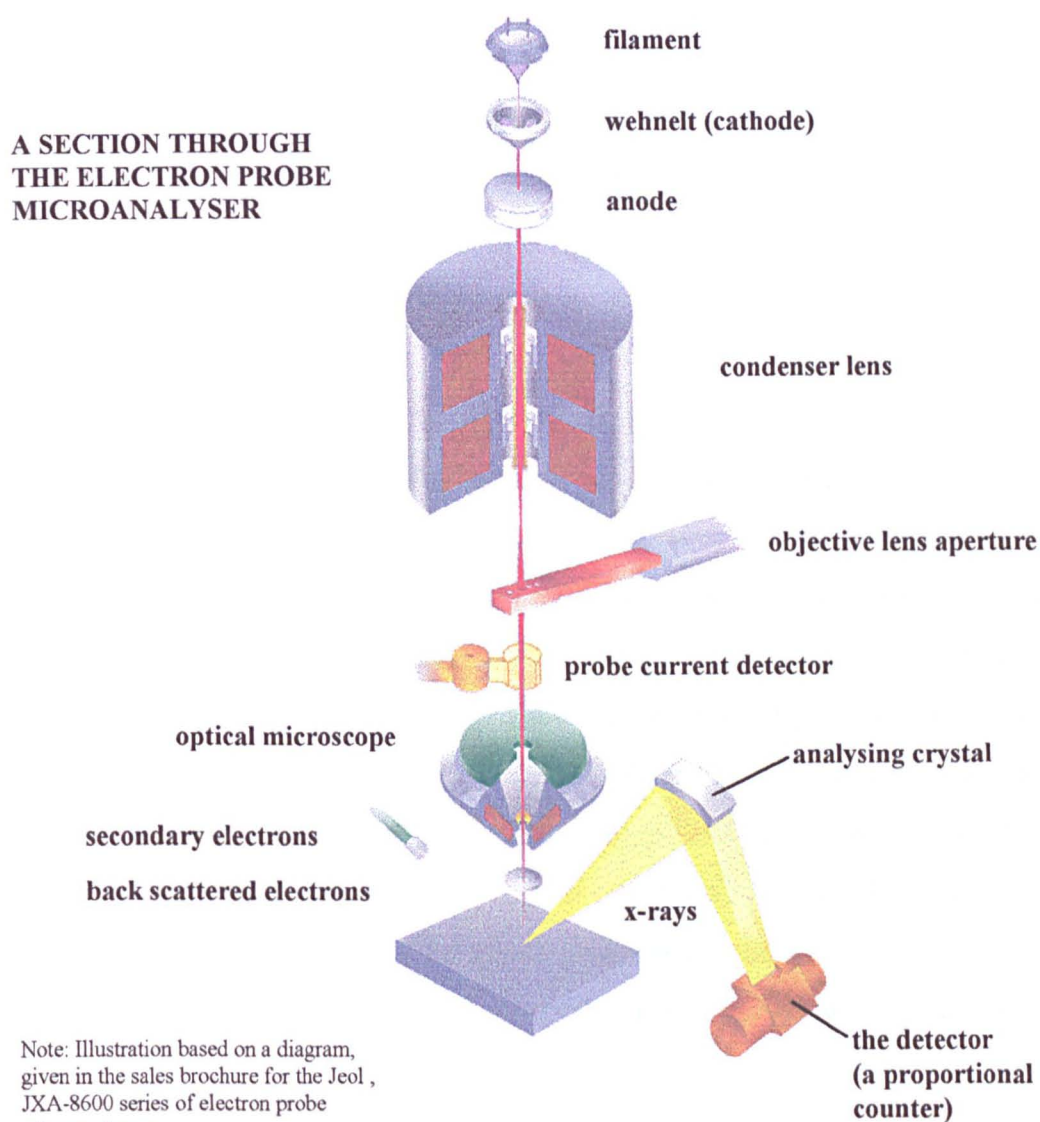 filament
wehnelt (cathode)
A SECTION THROUGH
THE ELECTRON PROBE
MICROANALYSER
anode
condenser lens
objective lens aperture
probe current detector
optical microscope
analysing crystal
secondary electrons
back scattered electrons
x-rays
Note: Illustration based on a diagram,
given in the sales brochure for the Jeol ,
JXA-8600 series of electron probe
the detector
(a proportional
counter)